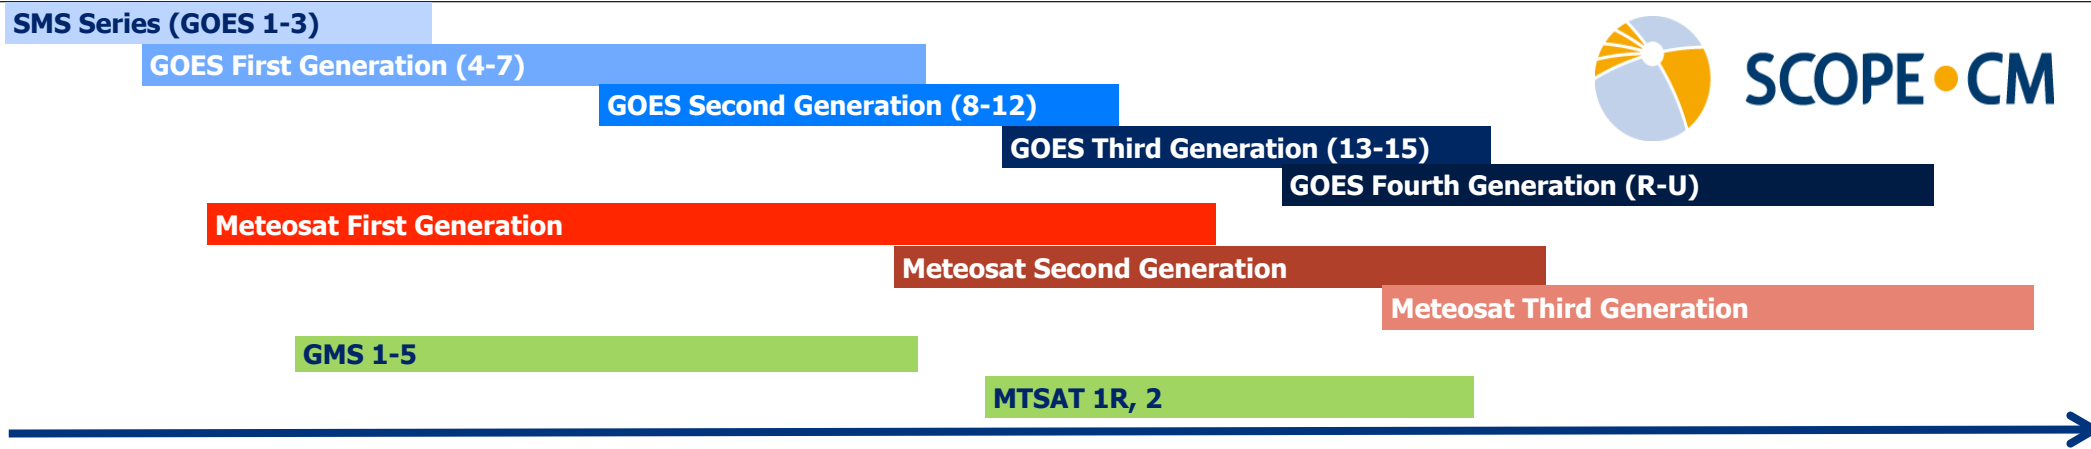 SMS Series (GOES 1-3)
GOES First Generation (4-7)
GOES Second Generation (8-12)
SCOPE•CM
GOES Third Generation (13-15)
GOES Fourth Generation (R-U)
Meteosat First Generation
Meteosat Second Generation
Meteosat Third Generation
GMS 1-5
MTSAT 1R, 2